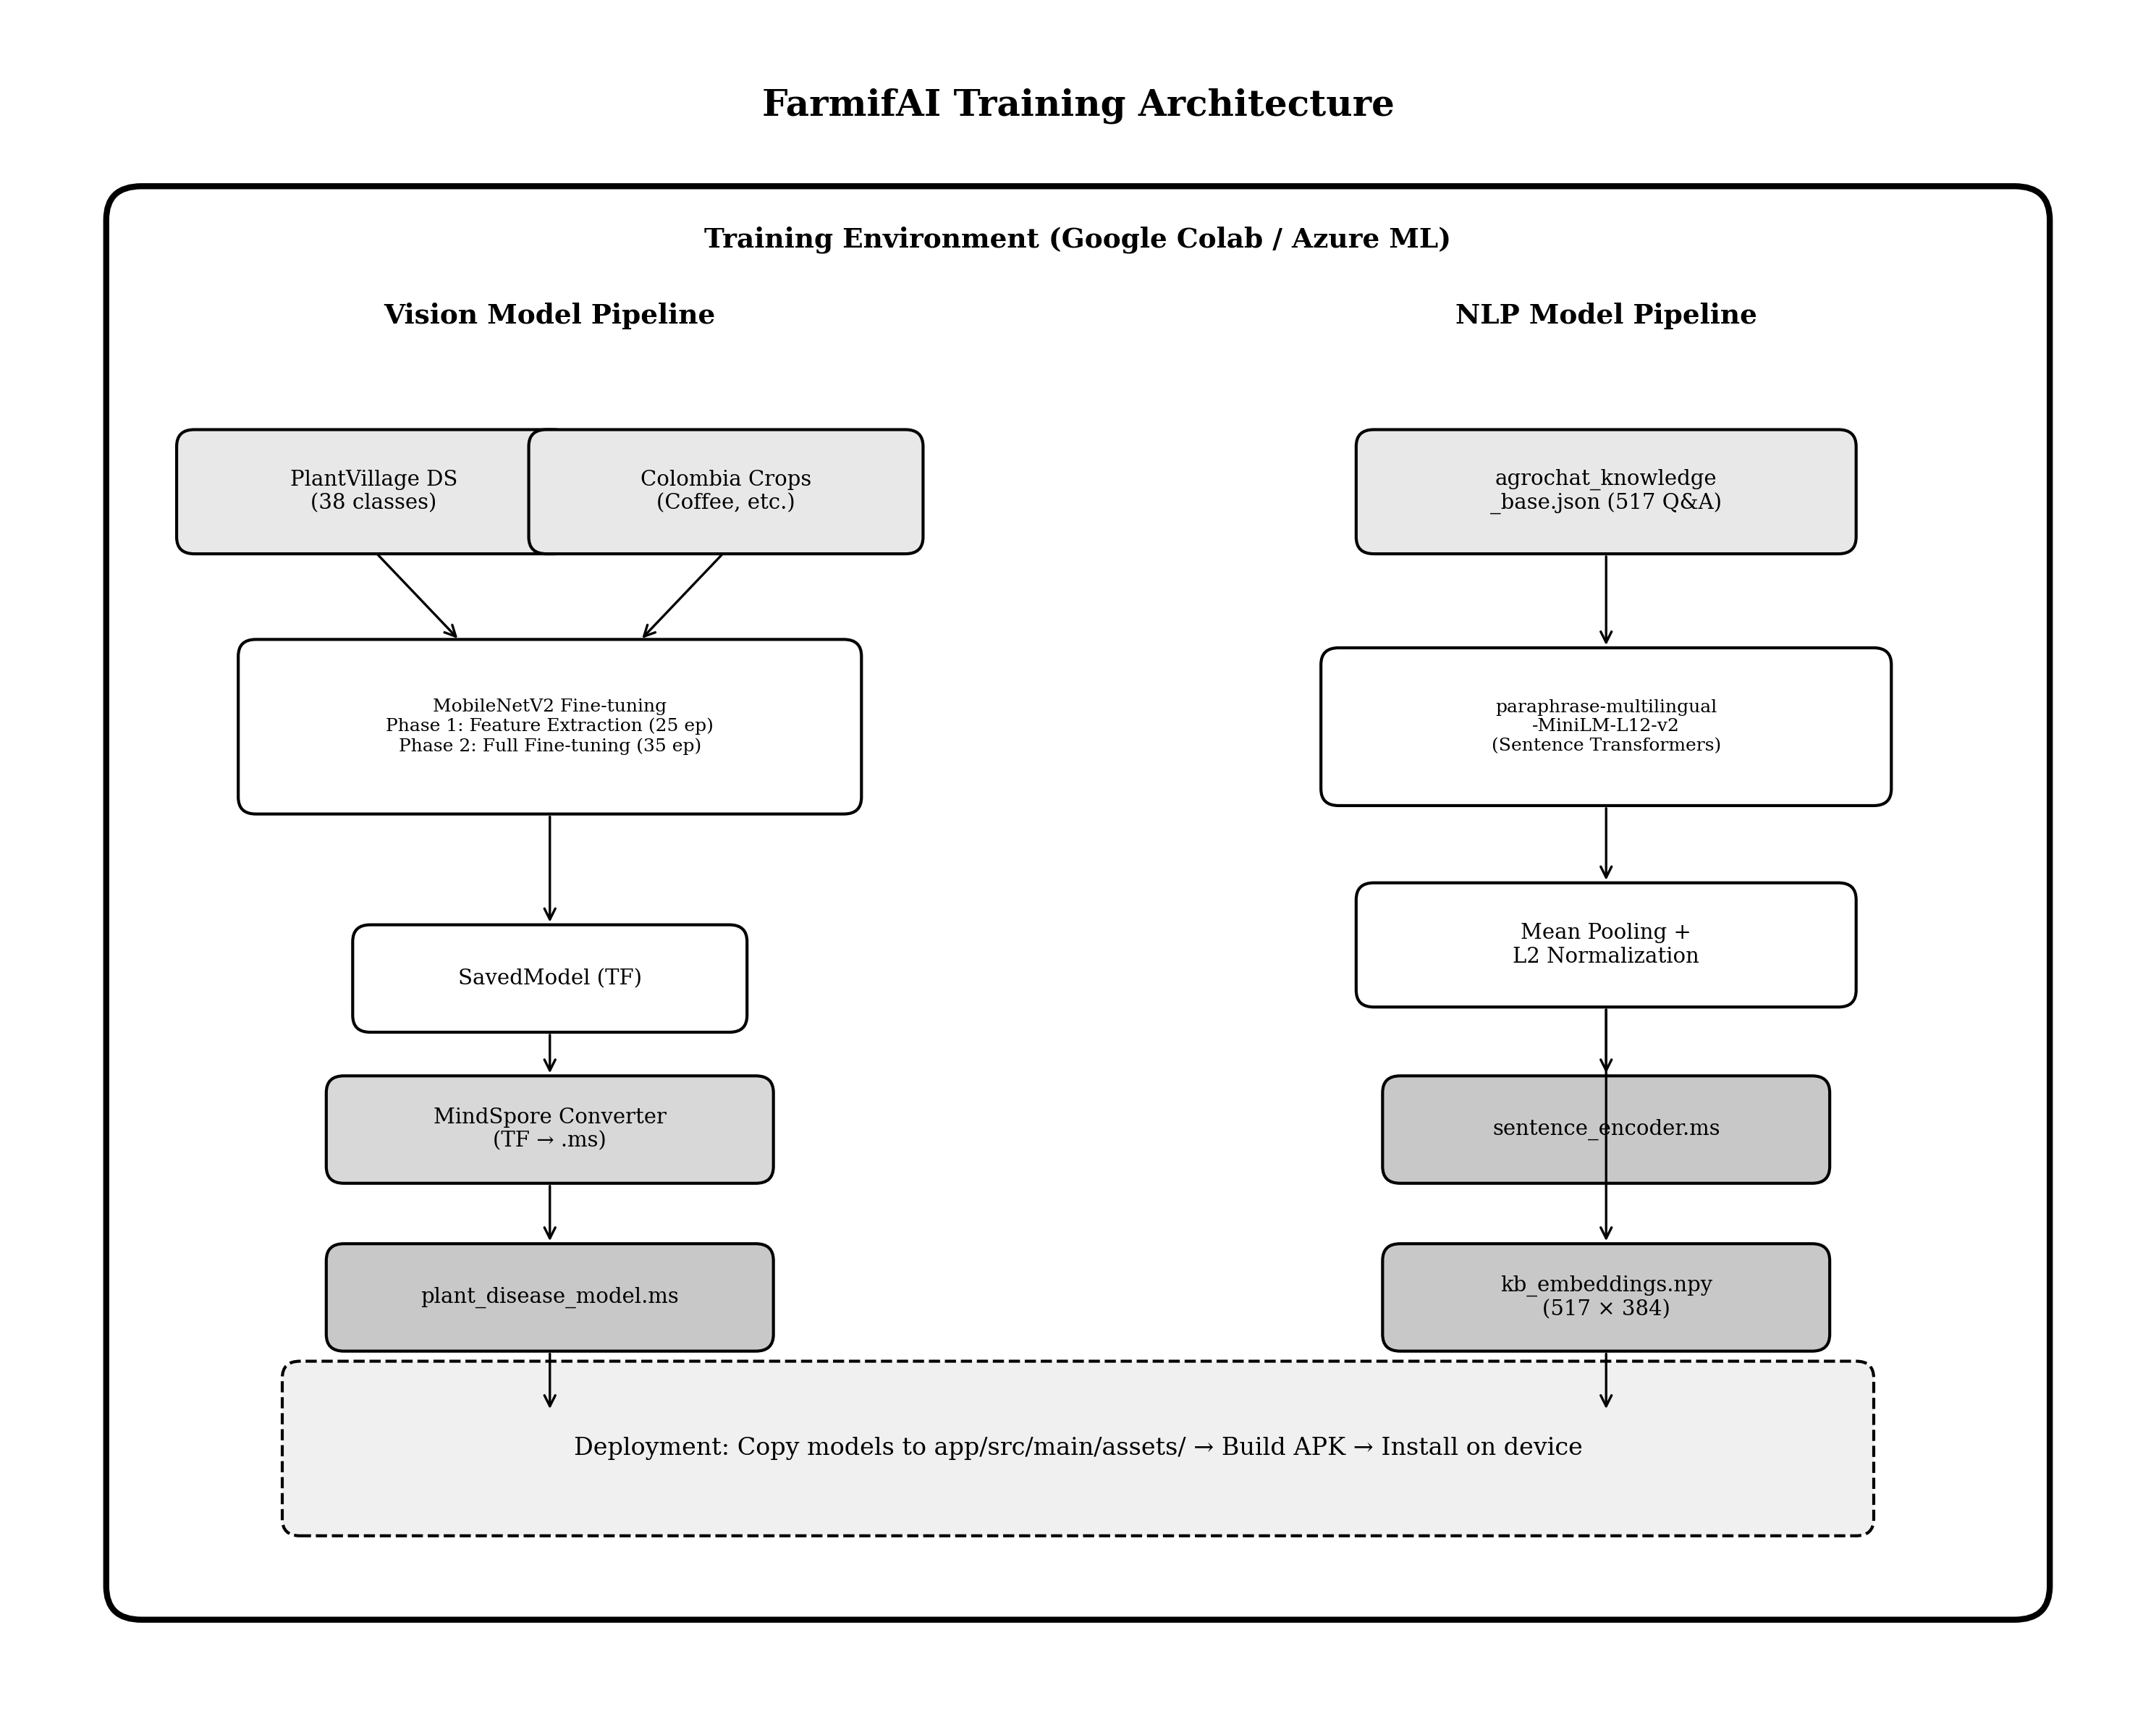 FarmifAI Training Architecture
Training Environment (Google Colab / Azure ML)
Vision Model Pipeline
PlantVillage DS
(38 classes)
Colombia Crops
(Coffee, etc.)
MobileNetV2 Fine-tuning
Phase 1: Feature Extraction (25 ep)
Phase 2: Full Fine-tuning (35 ep)
SavedModel (TF)
MindSpore Converter
(TF → .ms)
plant_disease_model.ms
NLP Model Pipeline
agrochat_knowledge
_base.json (517 Q&A)
paraphrase-multilingual
-MiniLM-L12-v2
(Sentence Transformers)
Mean Pooling +
L2 Normalization
sentence_encoder.ms
kb_embeddings.npy
(517 × 384)
Deployment: Copy models to app/src/main/assets/ → Build APK → Install on device